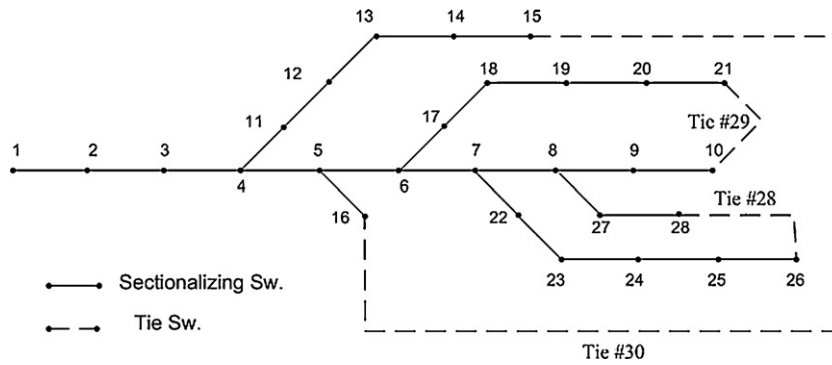 13 14 15
12
18 19 20 21
11 17
Tie #29
1 2 3 5 7 8 9 10
4 6
Tie #28
16 22 27 28
23 24 25 26
Sectionalizing Sw.
Tie Sw.
Tie #30